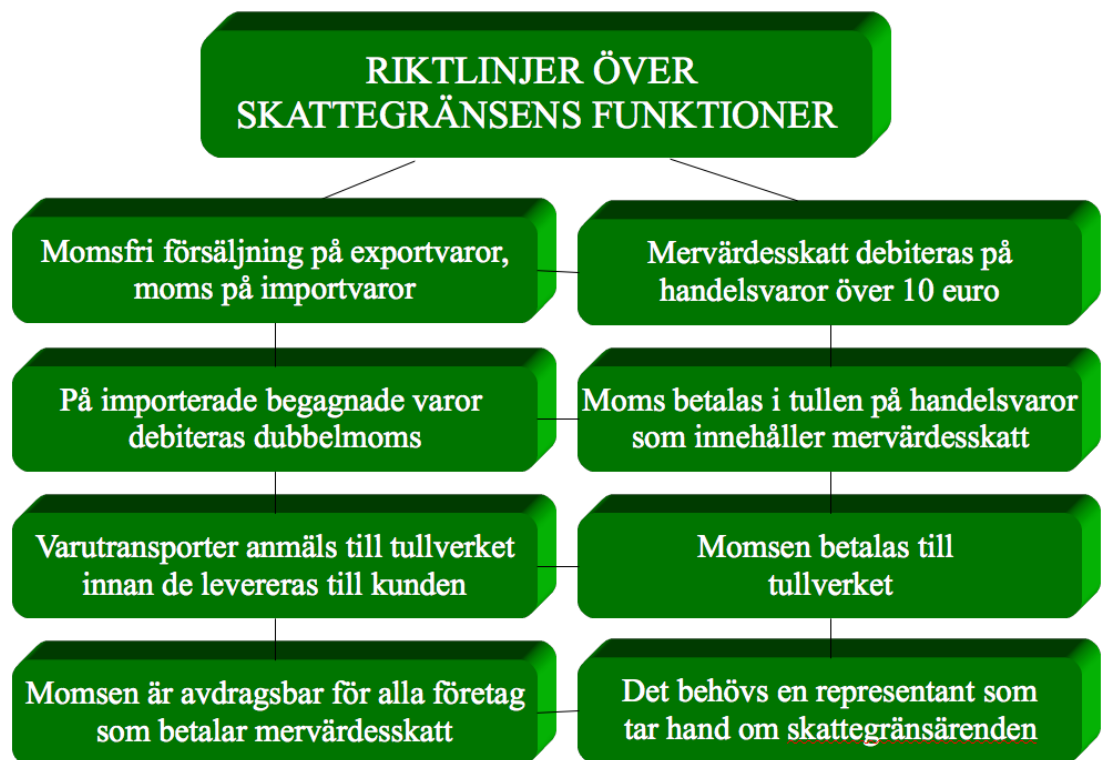 RIKTLINJER ÖVER
SKATTEGRÄNSENS FUNKTIONER
Momsfri försäljning på exportvaror,
moms på importvaror
Mervärdesskatt debiteras på
handelsvaror över 10 euro
På importerade begagnade varor
debiteras dubbelmoms
Moms betalas i tullen på handelsvaror
som innehåller mervärdesskatt
Varutransporter anmäls till tullverket
innan de levereras till kunden
Momsen betalas till
tullverket
Momsen är avdragsbar för alla företag
som betalar mervärdesskatt
Det behövs en representant som
tar hand om skattegränsärenden